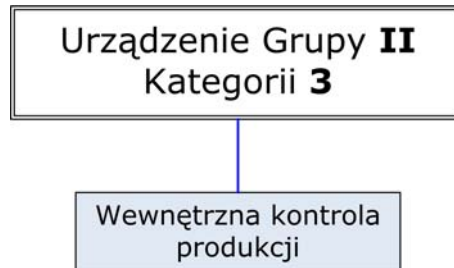 Urządzenie Grupy II
Kategorii 3
Wewnętrzna kontrola
produkcji